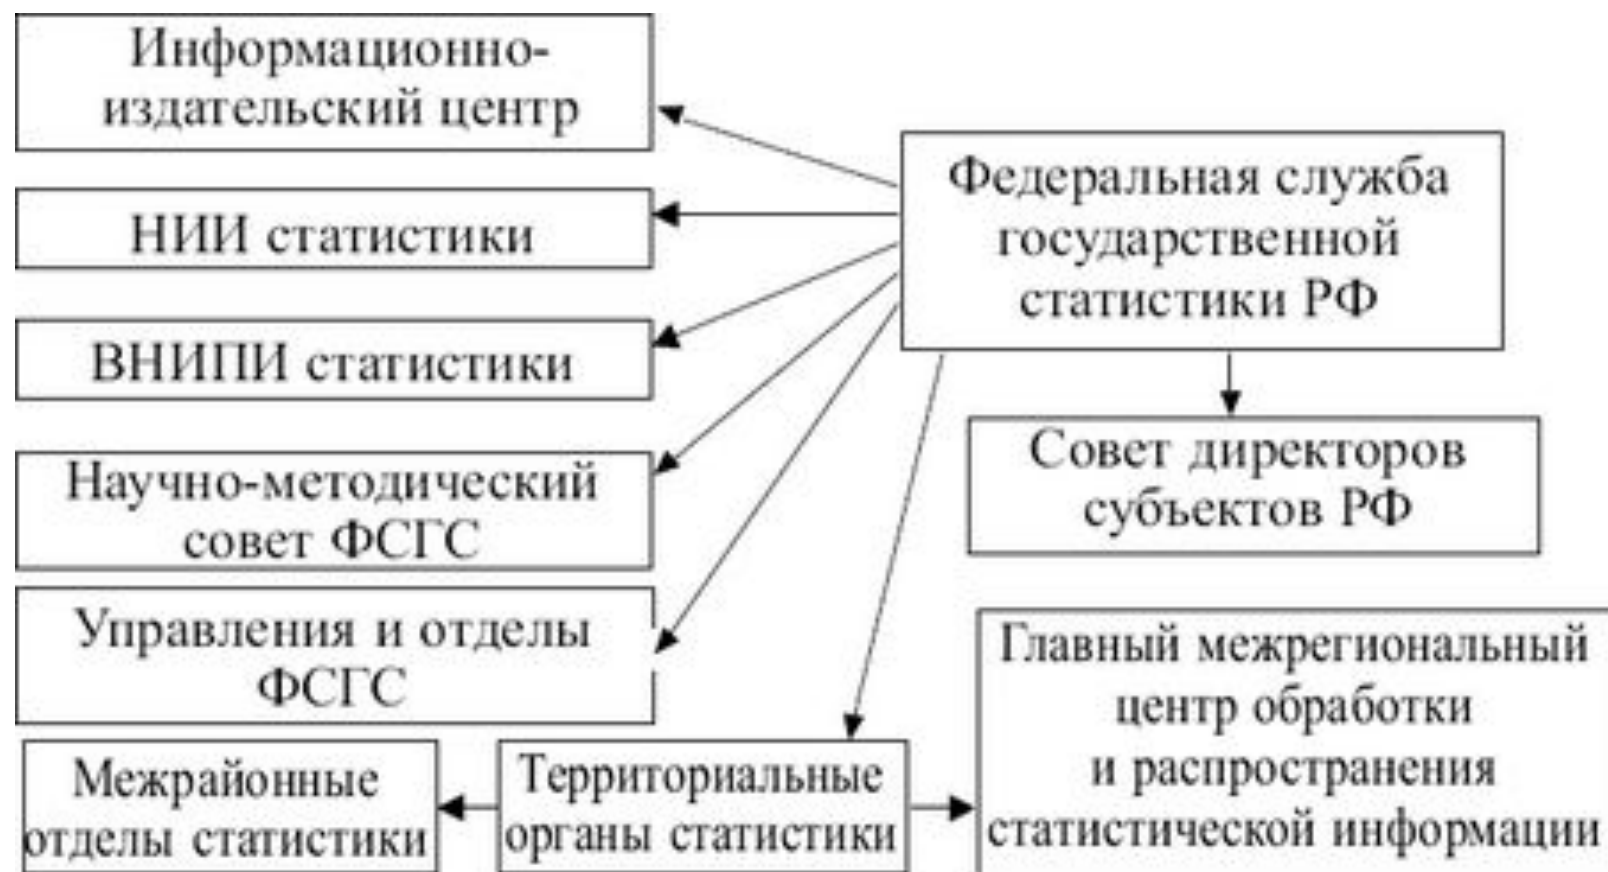 Информационно-
издательский центр
НИИ статистики
ВНИПИ статистики
Научно-методический
совет ФСГС
Управления и отделы
ФСГС
Федеральная служба
государственной
статистики РФ
Совет директоров
субъектов РФ
Межрайонные
отделы статистики
Территориальные
органы статистики
Главный межрегиональный
центр обработки
и распространения
статистической информации